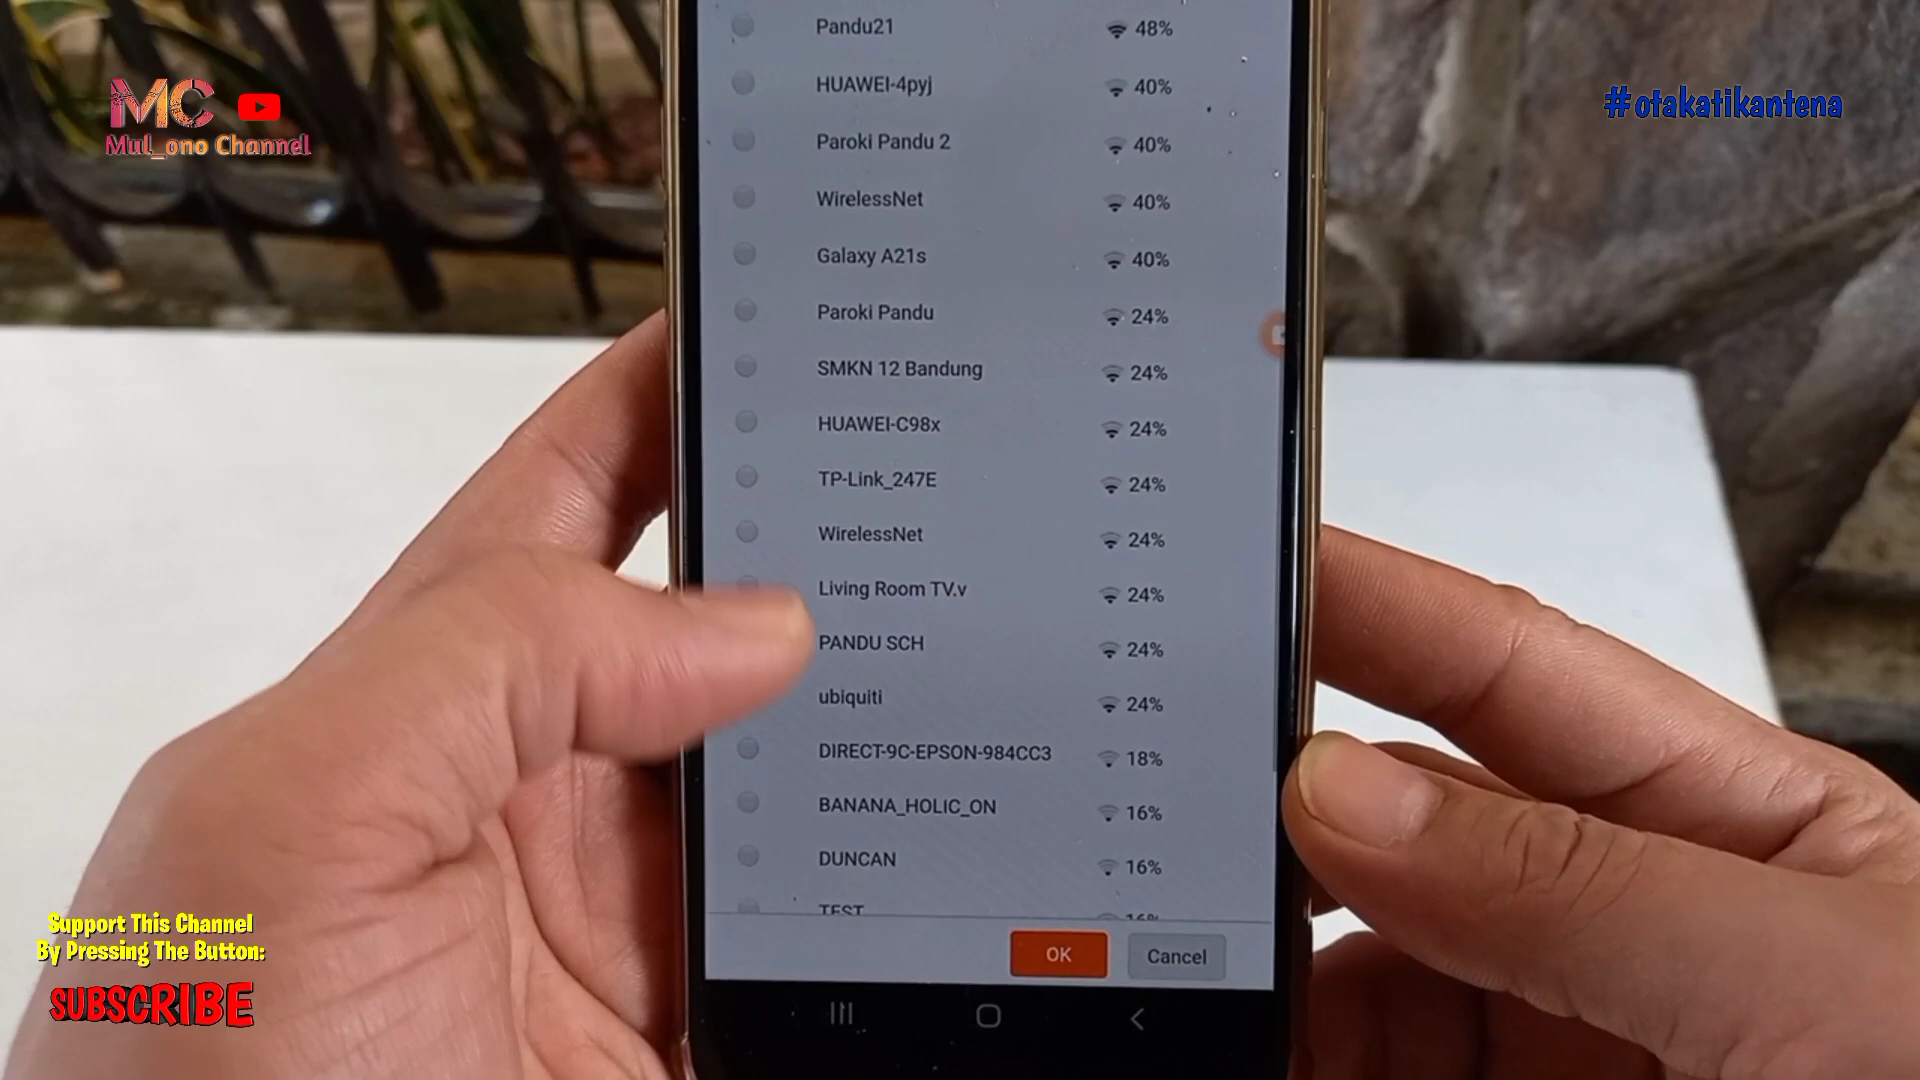 MC
Mul_ono Channel
#otakatikantena
Pandu21 48%
HUAWEI-4pyj 40%
Paroki Pandu 2 40%
WirelessNet 40%
Galaxy A21s 40%
Paroki Pandu 24%
SMKN 12 Bandung 24%
HUAWEI-C98x 24%
TP-Link_247E 24%
WirelessNet 24%
Living Room TV.v 24%
PANDU SCH 24%
ubiquiti 24%
DIRECT-9C-EPSON-984CC3 18%
BANANA_HOLIC_ON 16%
DUNCAN 16%
TEST 16%
OK Cancel
Support This Channel
By Pressing The Button:
SUBSCRIBE